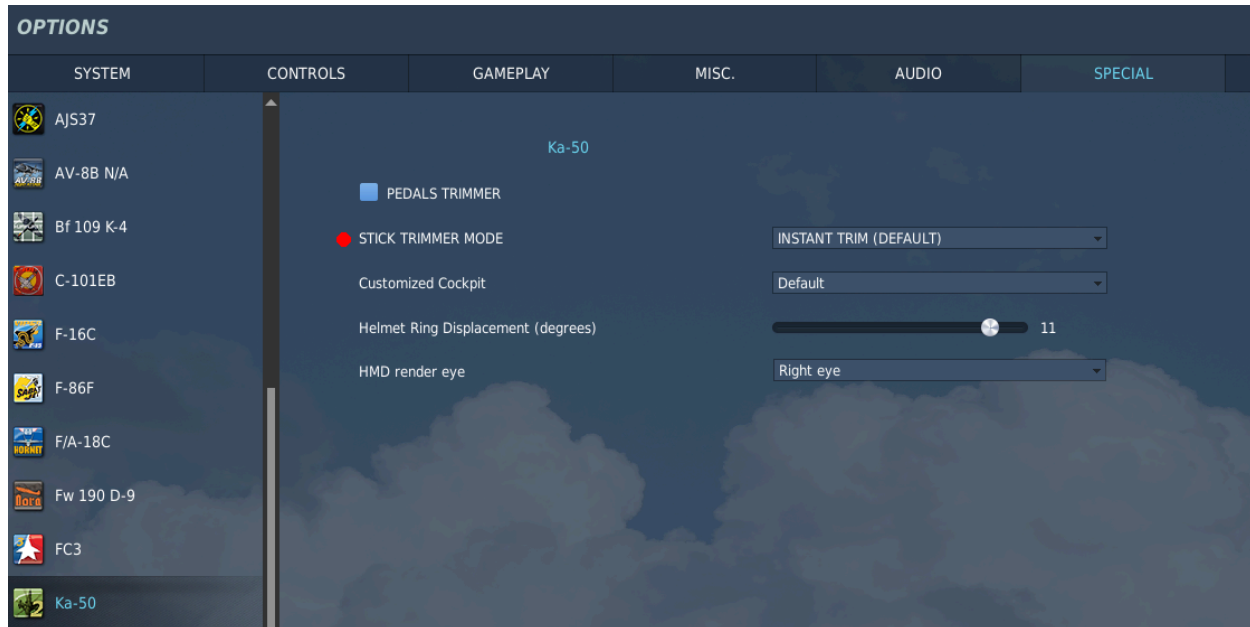 OPTIONS
SYSTEM CONTROLS GAMEPLAY MISC. AUDIO SPECIAL
AJS37
AV-8B N/A
Bf 109 K-4
C-101EB
F-16C
F-86F
F/A-18C
Fw 190 D-9
FC3
Ka-50
Ka-50
PEDALS TRIMMER
STICK TRIMMER MODE INSTANT TRIM (DEFAULT)
Customized Cockpit Default
Helmet Ring Displacement (degrees) 11
HMD render eye Right eye